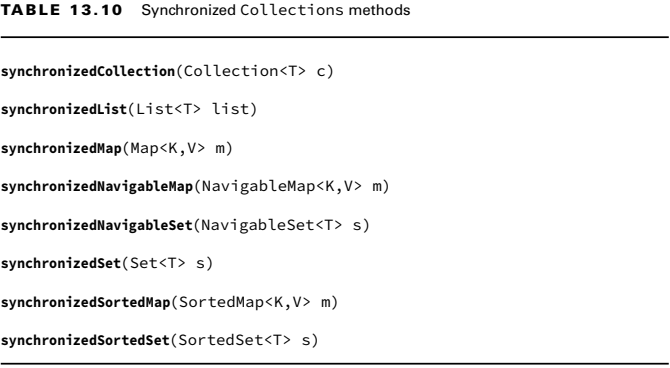 TABLE 13.10 Synchronized Collections methods
synchronizedCollection(Collection<T> c)
synchronizedList(List<T> list)
synchronizedMap(Map<K,V> m)
synchronizedNavigableMap(NavigableMap<K,V> m)
synchronizedNavigableSet(NavigableSet<T> s)
synchronizedSet(Set<T> s)
synchronizedSortedMap(SortedMap<K,V> m)
synchronizedSortedSet(SortedSet<T> s)